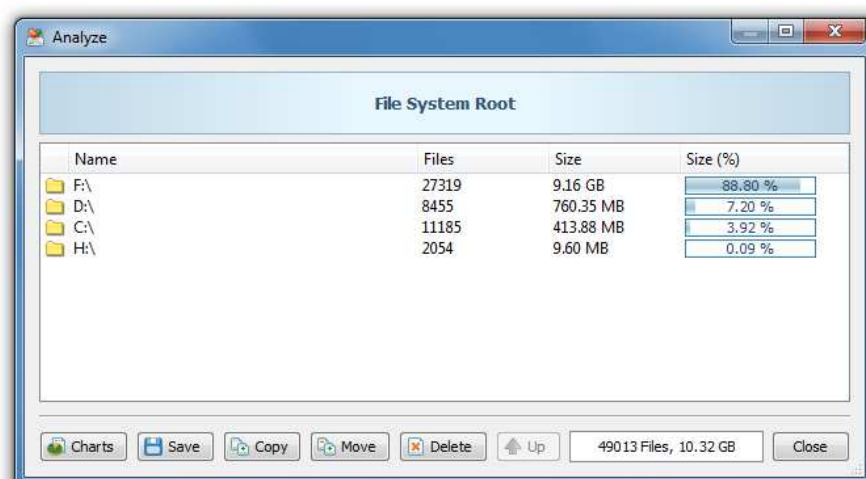 Analyze
File System Root
Name Files Size Size (%)
F:\ 27319 9.16 GB 88.80 %
D:\ 8455 760.35 MB 7.20 %
C:\ 11185 413.88 MB 3.92 %
H:\ 2054 9.60 MB 0.09 %
Charts Save Copy Move Delete Up 49013 Files, 10.32 GB Close